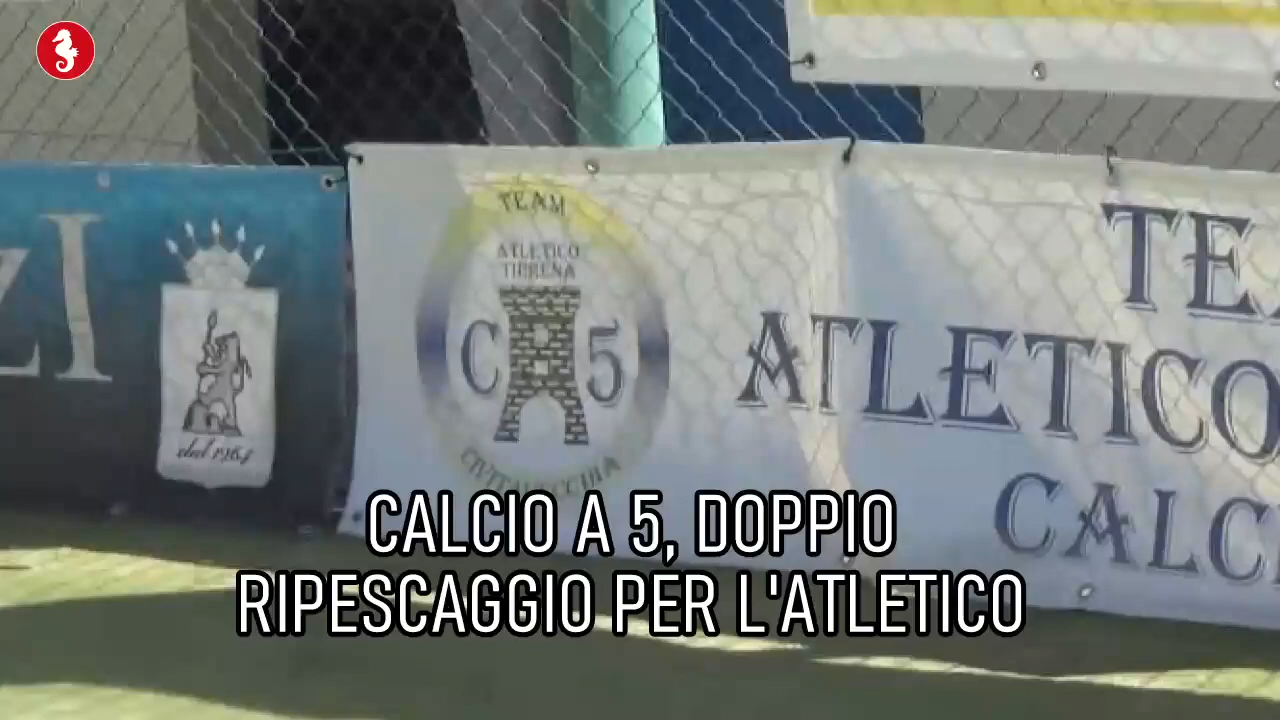 ZI
dal 1964
TEAM
ATLETICO
TIRRENA
C 5
CIVITAVECCHIA
TEA
ATLETICO
CALC
CALCIO A 5, DOPPIO
RIPESCAGGIO PER L'ATLETICO